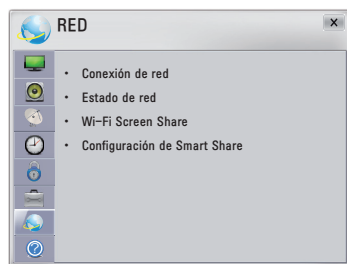 RED
• Conexión de red
• Estado de red
• Wi-Fi Screen Share
• Configuración de Smart Share